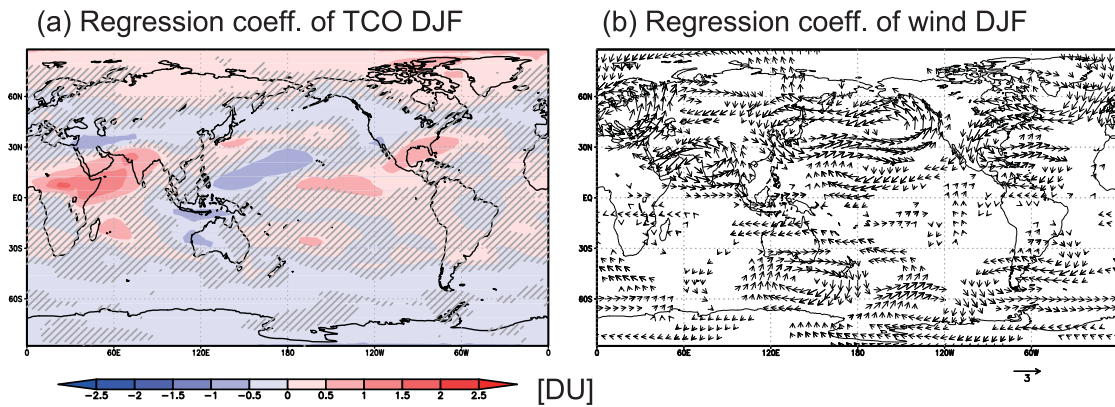 (a) Regression coeff. of TCO DJF
(b) Regression coeff. of wind DJF
60N
30N
EQ
30S
60S
0 60E 120E 180 120W 60W 0
60N
30N
EQ
30S
60S
0 60E 120E 180 120W 60W
-2.5 -2 -1.5 -1 -0.5 0 0.5 1 1.5 2 2.5
[DU]
3